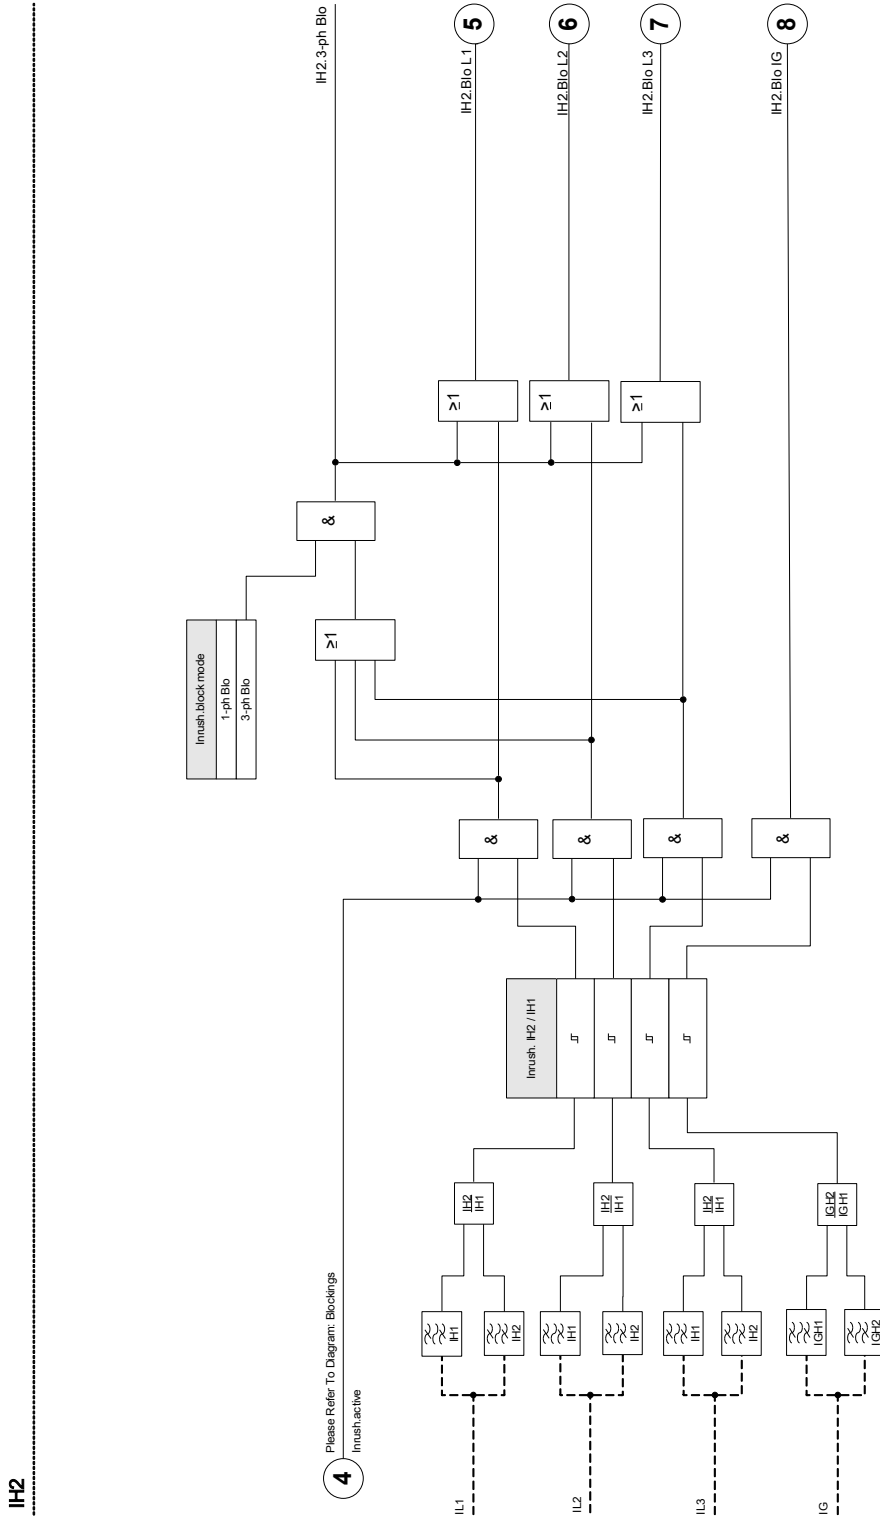 IH2
4
Please Refer To Diagram: Blockings
Inrush.active
IL1
IL2
IL3
IG
IH1
IH2
IH1
IH2
IH1
IH2
IGH1
IGH2
IH2
IH1
IH2
IH1
IH2
IH1
IGH2
IGH1
Inrush. IH2 / IH1
&
&
&
&
Inrush.block mode
1-ph Blo
3-ph Blo
≥1
&
≥1
≥1
≥1
IH2.3-ph Blo
IH2.Blo L1
5
IH2.Blo L2
6
IH2.Blo L3
7
IH2.Blo IG
8